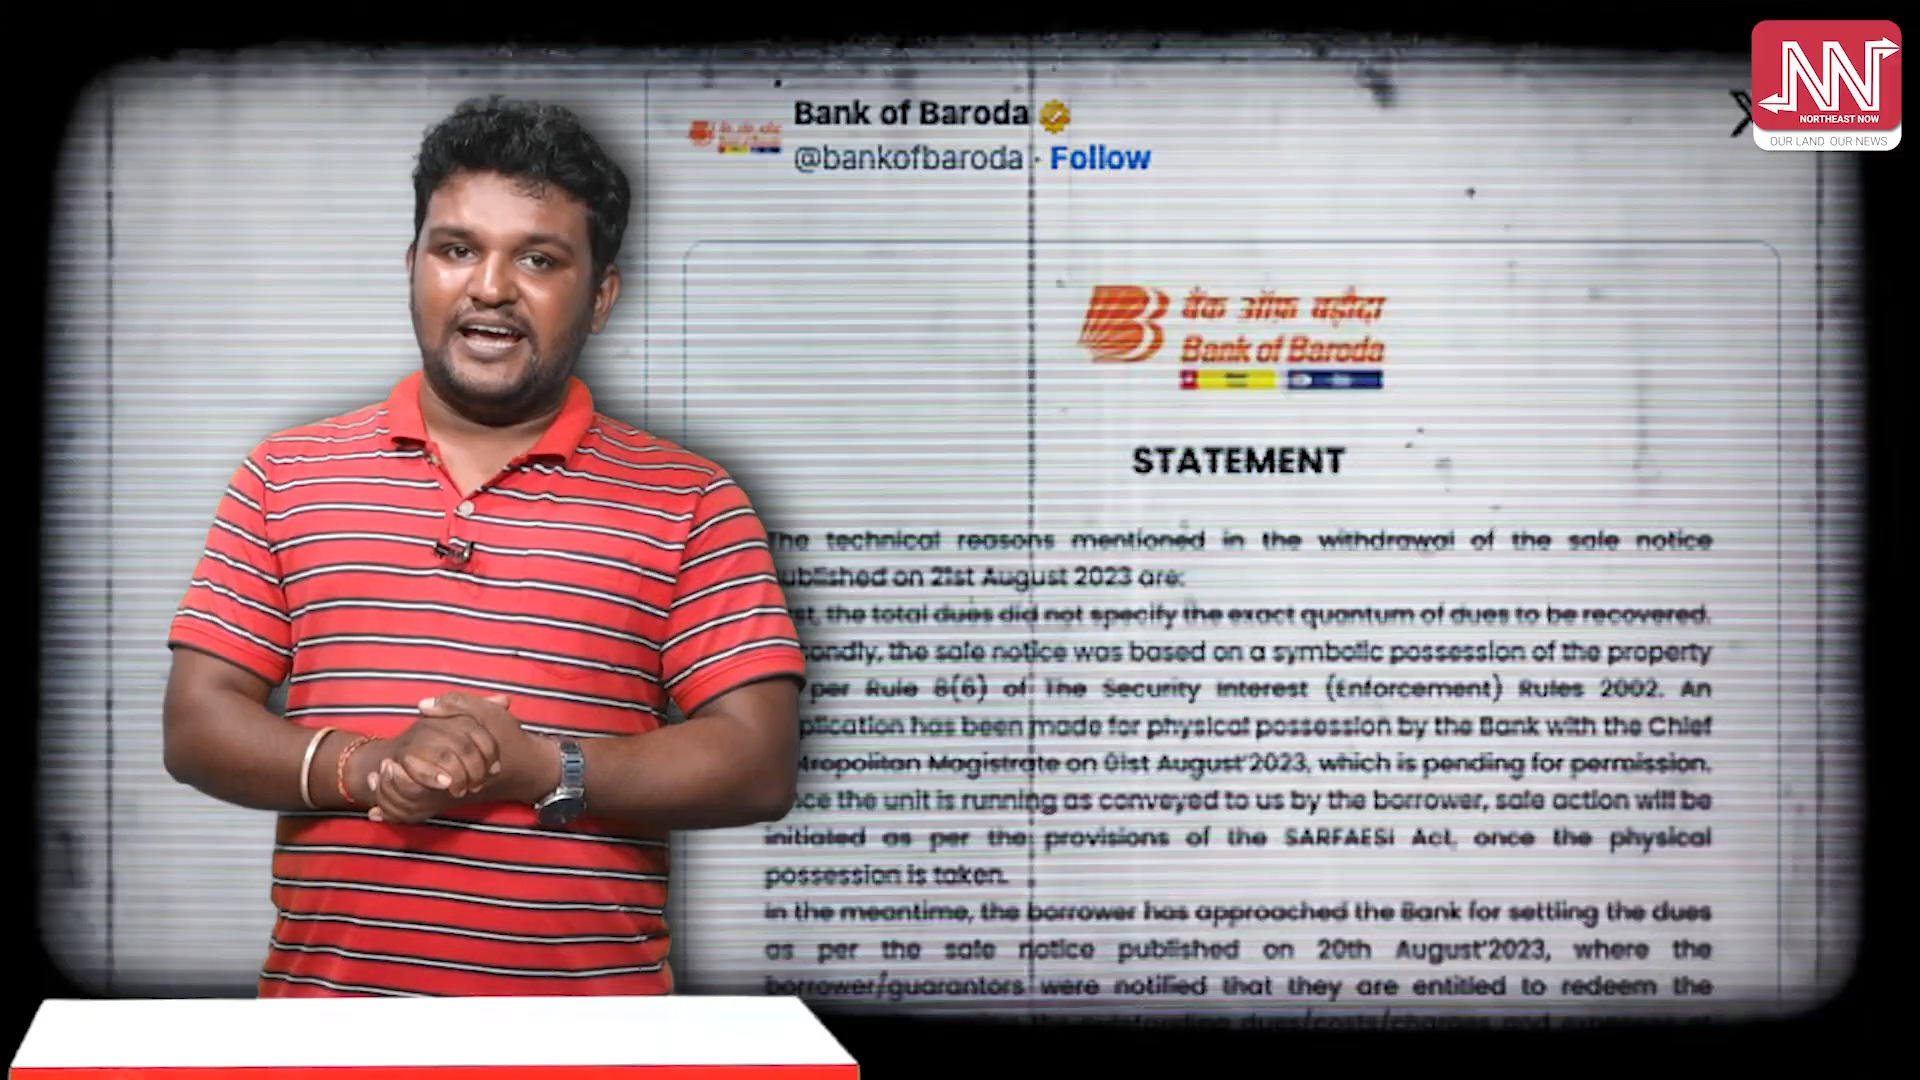 NORTHEAST NOW
OUR LAND OUR NEWS
Bank of Baroda
@bankofbaroda · Follow
बैंक ऑफ़ बड़ौदा
Bank of Baroda
STATEMENT
The technical reasons mentioned in the withdrawal of the sale notice
published on 21st August 2023 are:
the total dues did not specify the exact quantum of dues to be recovered.
the sale notice was based on a symbolic possession of the property
per Rule 8(6) of The Security Interest (Enforcement) Rules 2002. An
plication has been made for physical possession by the Bank with the Chief
tropolitan Magistrate on 01st August'2023, which is pending for permission.
ce the unit is running as conveyed to us by the borrower, sale action will be
initiated as per the provisions of the SARFAESI Act, once the physical
possession is taken.
In the meantime, the borrower has approached the Bank for settling the dues
as per the sale notice published on 20th August'2023, where the
borrower/guarantors were notified that they are entitled to redeem the
the outstanding dues/costs/charges and expenses